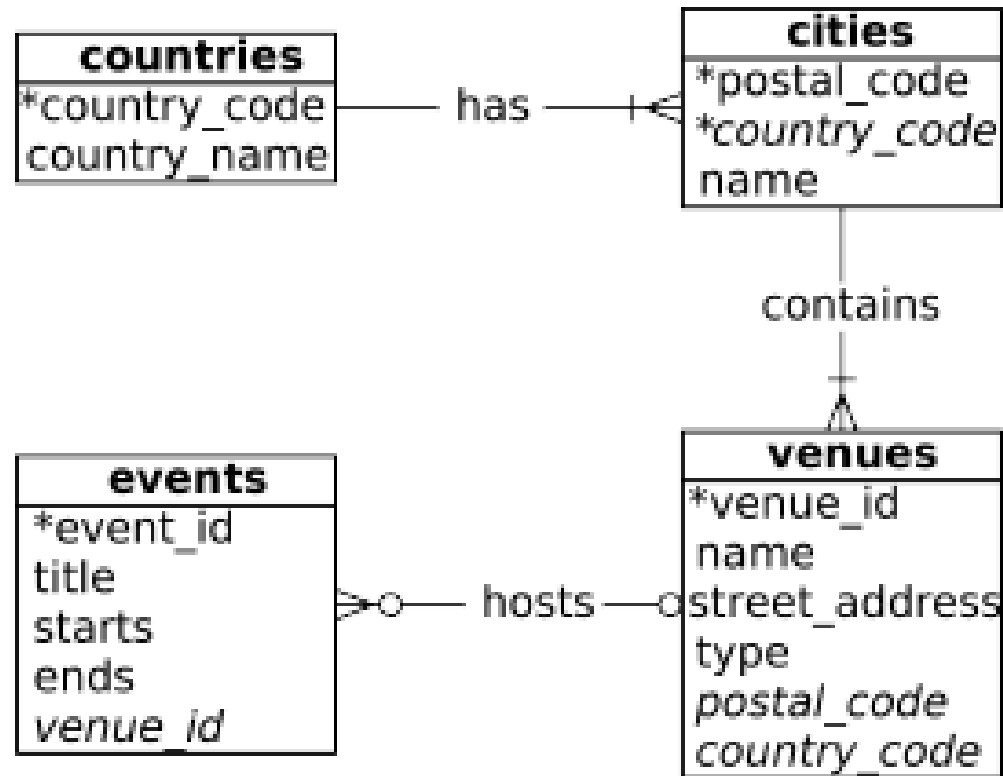 countries
*country_code
country_name
has
cities
*postal_code
*country_code
name
contains
events
*event_id
title
starts
ends
venue_id
hosts
venues
*venue_id
name
street_address
type
postal_code
country_code